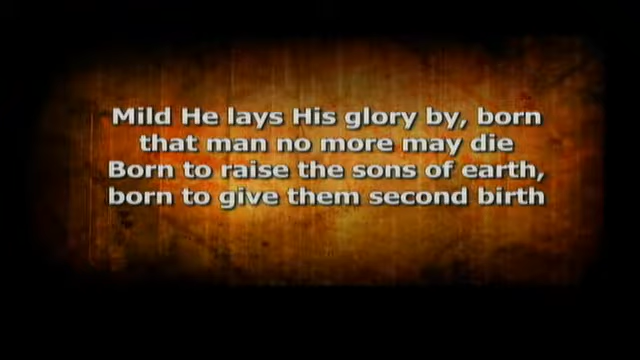 Mild He lays His glory by, born
that man no more may die
Born to raise the sons of earth,
born to give them second birth